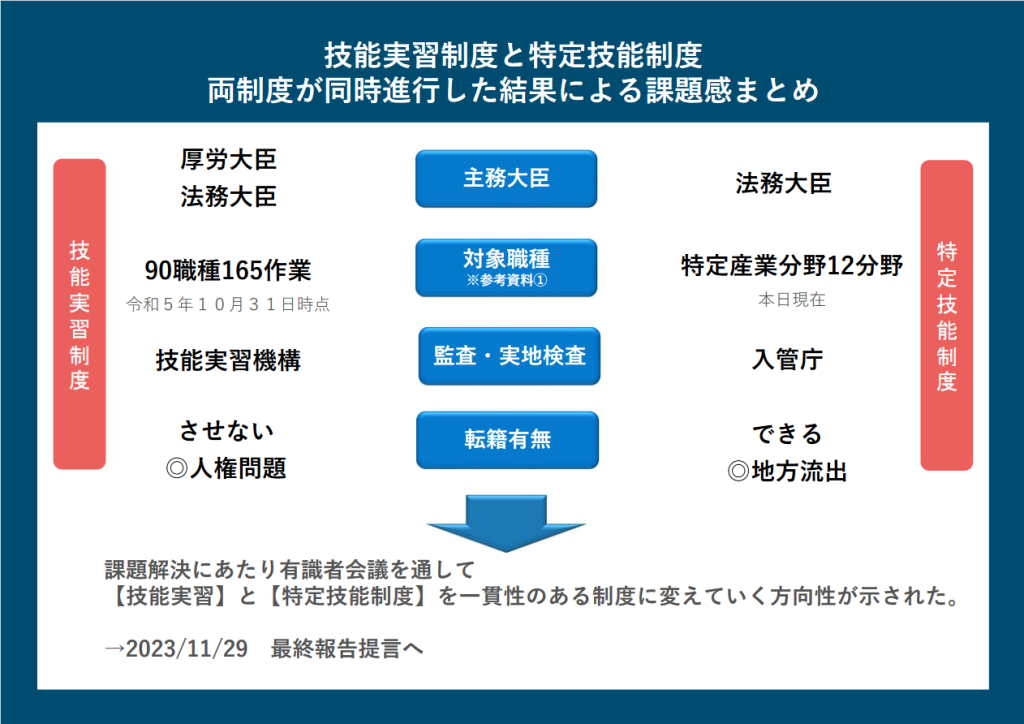 技能実習制度と特定技能制度
両制度が同時進行した結果による課題感まとめ
技能実習制度
厚労大臣
法務大臣
主務大臣
法務大臣
特定技能制度
90職種165作業
令和５年１０月３１日時点
対象職種
※参考資料①
特定産業分野12分野
本日現在
技能実習機構
監査・実地検査
入管庁
させない
◎人権問題
転籍有無
できる
◎地方流出
課題解決にあたり有識者会議を通して
【技能実習】と【特定技能制度】を一貫性のある制度に変えていく方向性が示された。
→2023/11/29　最終報告提言へ